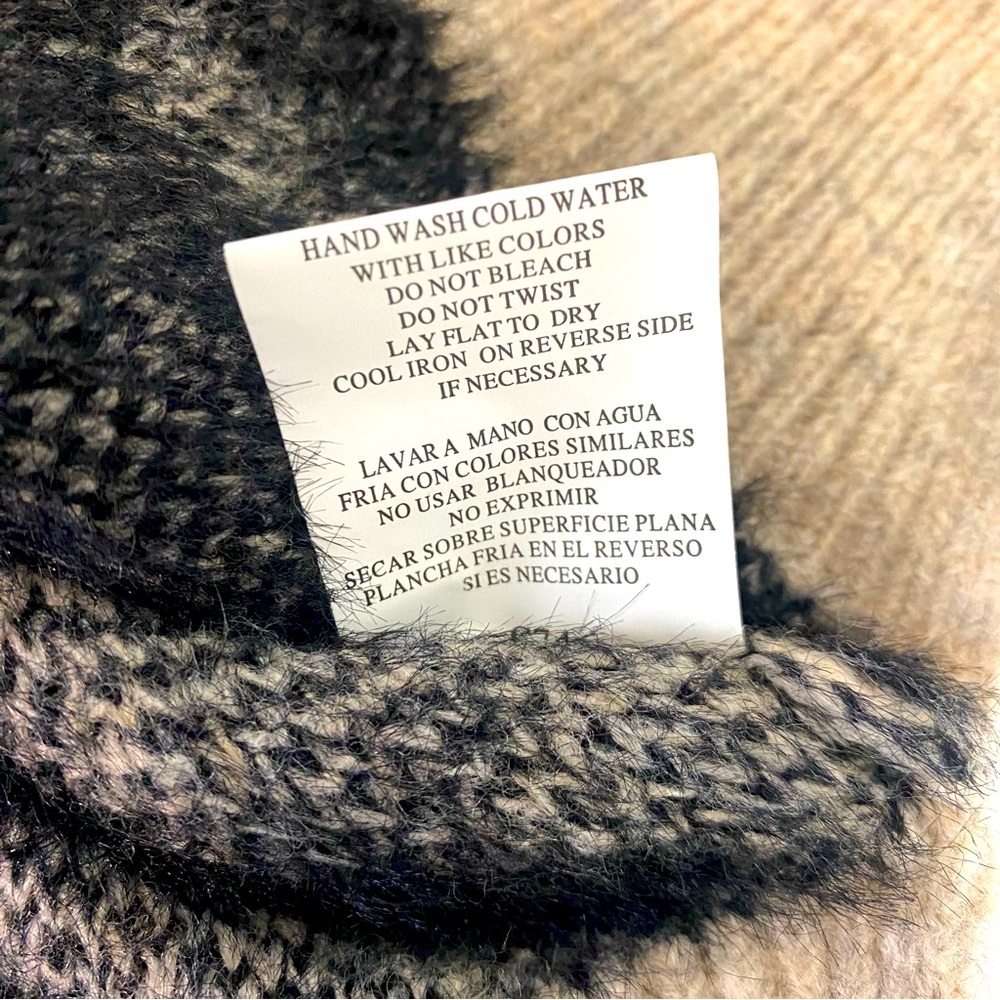 HAND WASH COLD WATER
WITH LIKE COLORS
DO NOT BLEACH
DO NOT TWIST
LAY FLAT TO DRY
COOL IRON ON REVERSE SIDE
IF NECESSARY
LAVAR A MANO CON AGUA
FRIA CON COLORES SIMILARES
NO USAR BLANQUEADOR
NO EXPRIMIR
SECAR SOBRE SUPERFICIE PLANA
PLANCHA FRIA EN EL REVERSO
SI ES NECESARIO